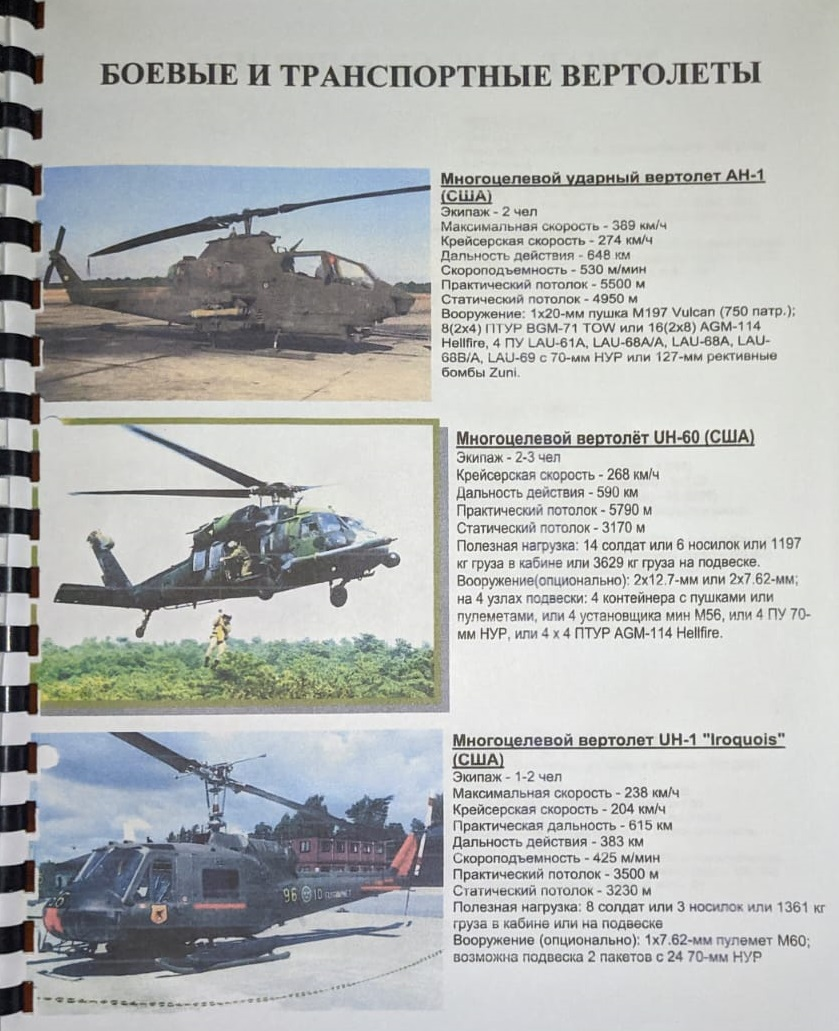 БОЕВЫЕ И ТРАНСПОРТНЫЕ ВЕРТОЛЕТЫ
Многоцелевой ударный вертолет AH-1
(США)
Экипаж - 2 чел
Максимальная скорость - 389 км/ч
Крейсерская скорость - 274 км/ч
Дальность действия - 648 км
Скороподъемность - 530 м/мин
Практический потолок - 5500 м
Статический потолок - 4950 м
Вооружение: 1x20-мм пушка M197 Vulcan (750 патр.);
8(2x4) ПТУР BGM-71 TOW или 16(2x8) AGM-114
Hellfire, 4 ПУ LAU-61A, LAU-68A/A, LAU-68A, LAU-
68B/A, LAU-69 с 70-мм НУР или 127-мм рективные
бомбы Zuni.
Многоцелевой вертолёт UH-60 (США)
Экипаж - 2-3 чел
Крейсерская скорость - 268 км/ч
Дальность действия - 590 км
Практический потолок - 5790 м
Статический потолок - 3170 м
Полезная нагрузка: 14 солдат или 6 носилок или 1197
кг груза в кабине или 3629 кг груза на подвеске.
Вооружение(опционально): 2x12.7-мм или 2x7.62-мм;
на 4 узлах подвески: 4 контейнера с пушками или
пулеметами, или 4 установщика мин M56, или 4 ПУ 70-
мм НУР, или 4 x 4 ПТУР AGM-114 Hellfire.
Многоцелевой вертолет UH-1 "Iroquois"
(США)
Экипаж - 1-2 чел
Максимальная скорость - 238 км/ч
Крейсерская скорость - 204 км/ч
Практическая дальность - 615 км
Дальность действия - 383 км
Скороподъемность - 425 м/мин
Практический потолок - 3500 м
Статический потолок - 3230 м
Полезная нагрузка: 8 солдат или 3 носилок или 1361 кг
груза в кабине или на подвеске
Вооружение (опционально): 1x7.62-мм пулемет M60;
возможна подвеска 2 пакетов с 24 70-мм НУР
96 10